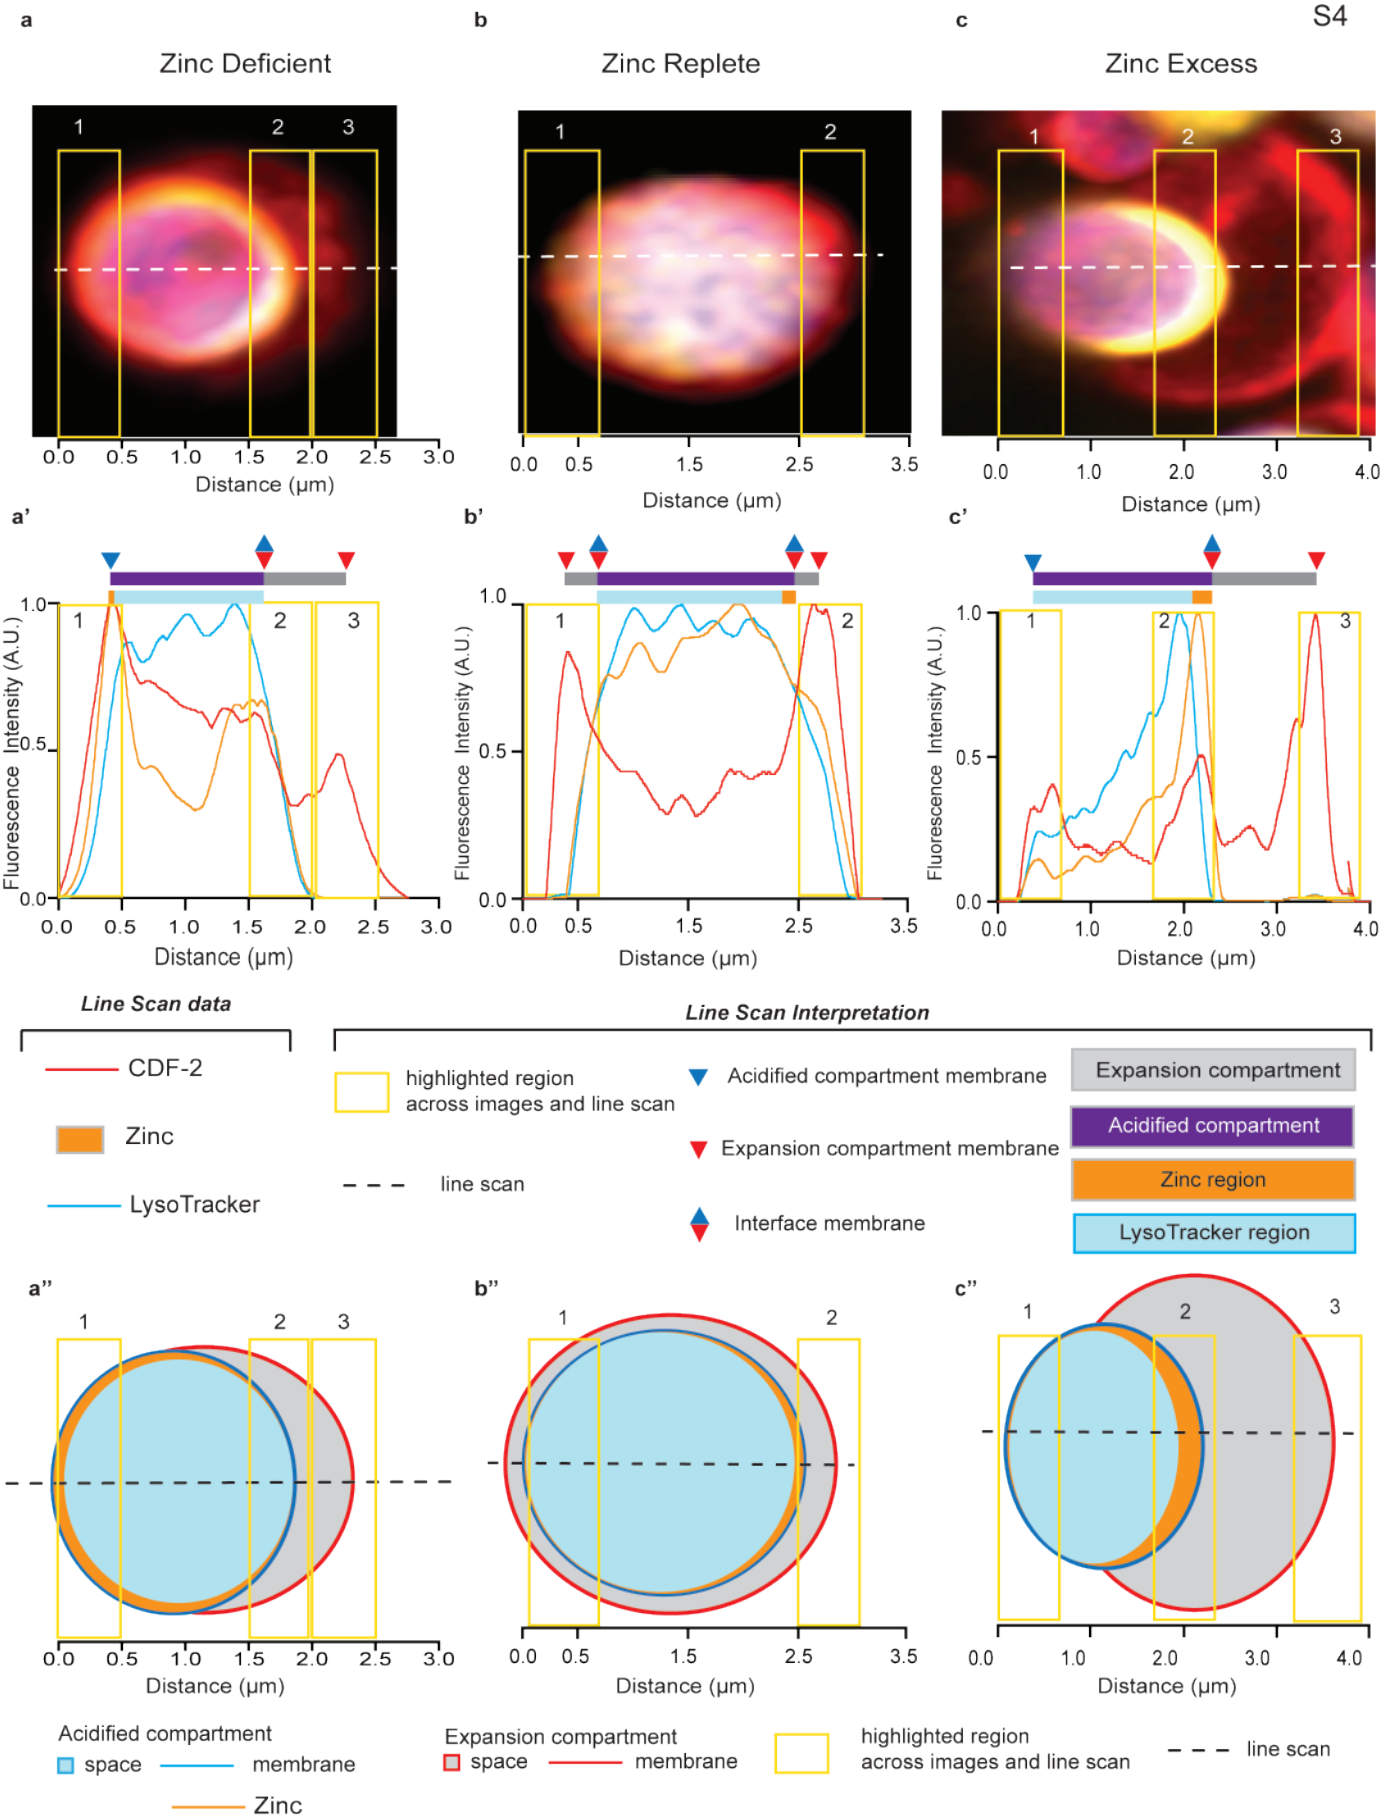 S4
a b c
Zinc Deficient Zinc Replete Zinc Excess
1 2 3 1 2 1 2 3
0.0 0.5 1.0 1.5 2.0 2.5 3.0
Distance (µm)
0.0 0.5 1.5 2.5 3.5
Distance (µm)
0.0 1.0 2.0 3.0 4.0
Distance (µm)
a’ b’ c’
Fluorescence Intensity (A.U.)
1.0
0.5
0.0
1 2 3
0.0 0.5 1.0 1.5 2.0 2.5 3.0
Distance (µm)
Fluorescence Intensity (A.U.)
1.0
0.5
0.0
1 2
0.0 0.5 1.5 2.5 3.5
Distance (µm)
Fluorescence Intensity (A.U.)
1.0
0.5
0.0
1 2 3
0.0 1.0 2.0 3.0 4.0
Distance (µm)
Line Scan data
CDF-2
Zinc
LysoTracker
Line Scan Interpretation
highlighted region
across images and line scan
line scan
Acidified compartment membrane
Expansion compartment membrane
Interface membrane
Expansion compartment
Acidified compartment
Zinc region
LysoTracker region
a” b” c”
1 2 3 1 2 1 2 3
0.0 0.5 1.0 1.5 2.0 2.5 3.0
Distance (µm)
0.0 0.5 1.5 2.5 3.5
Distance (µm)
0.0 1.0 2.0 3.0 4.0
Distance (µm)
Acidified compartment
space membrane
Zinc
Expansion compartment
space membrane
highlighted region
across images and line scan
line scan